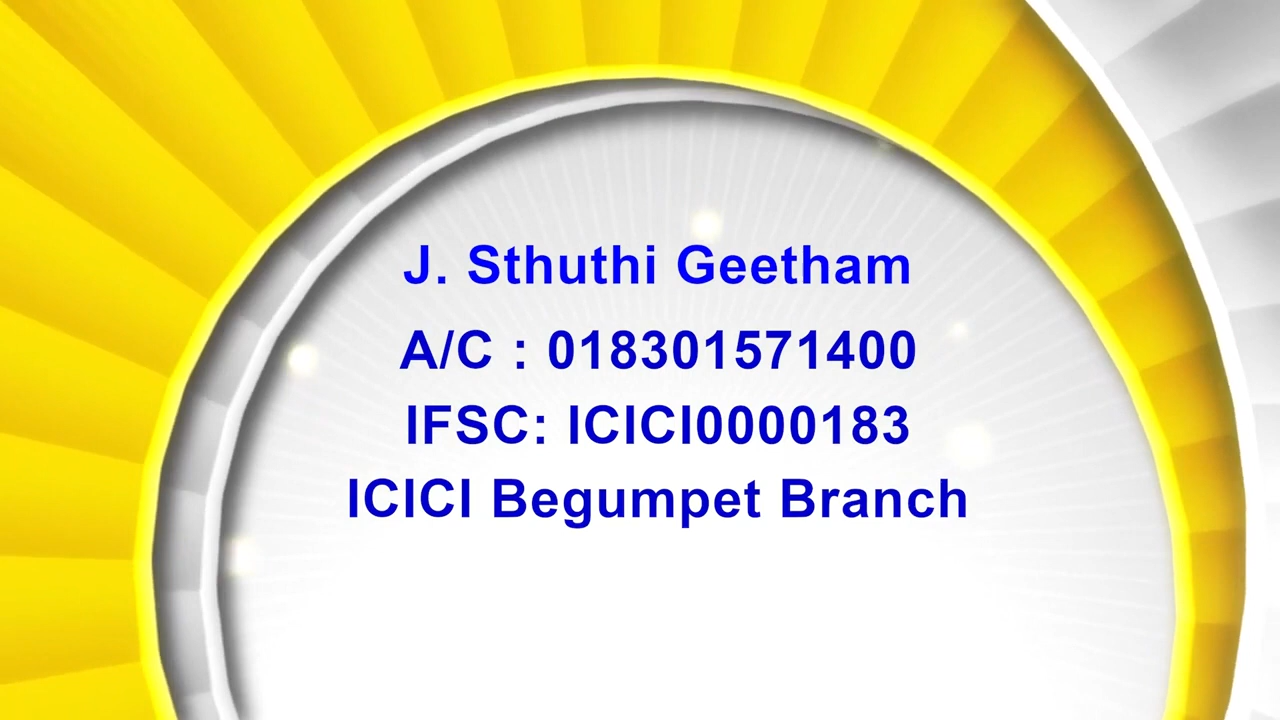 J. Sthuthi Geetham
A/C : 018301571400
IFSC: ICICI0000183
ICICI Begumpet Branch